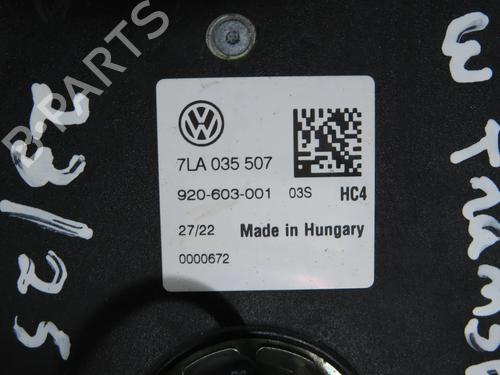 B-PARTS
7LA 035 507
920-603-001 03S HC4
27/22 Made in Hungary
0000672
W